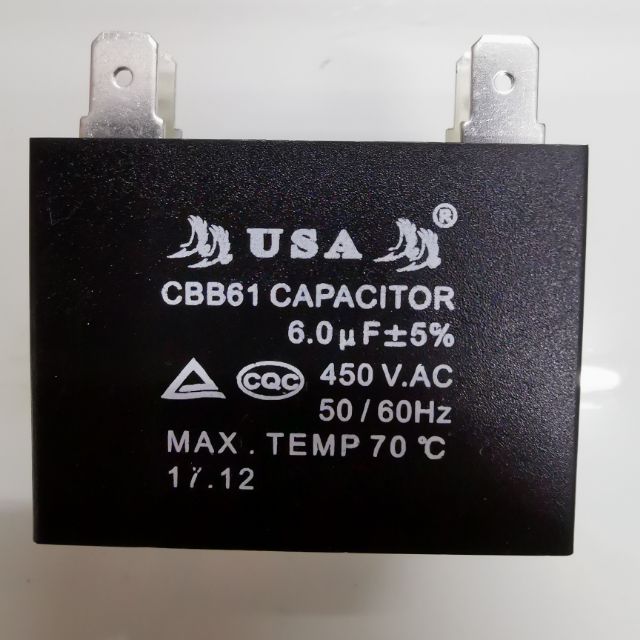 USA ®
CBB61 CAPACITOR
6.0μF±5%
CQC 450 V.AC
50/60Hz
MAX. TEMP 70 ℃
17.12